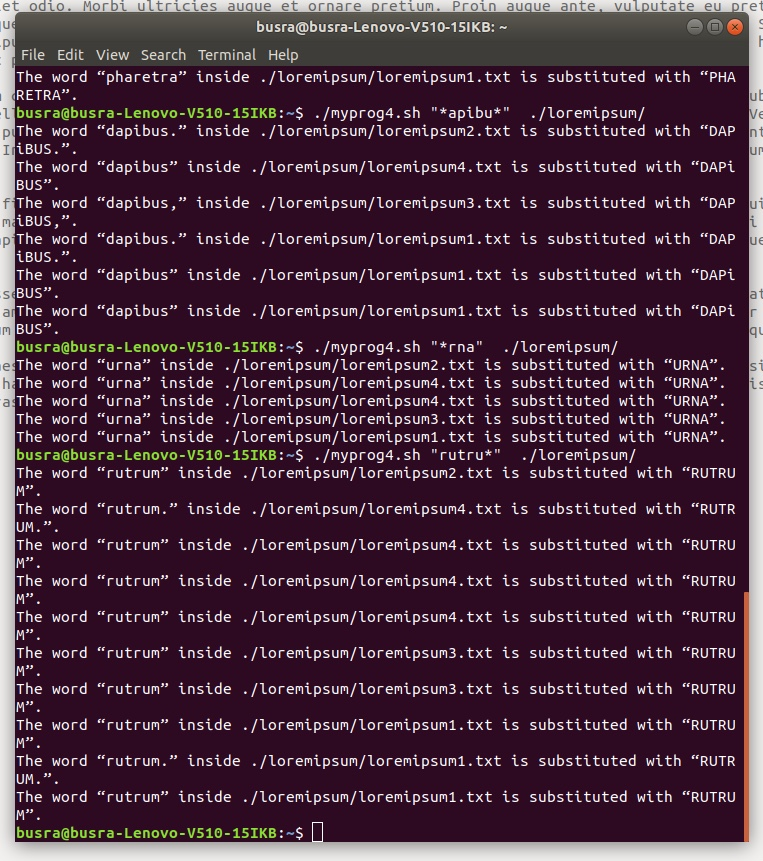 et odio. Morbi ultricies augue et ornare pretium. Proin augue ante, vulputate eu pret
busra@busra-Lenovo-V510-15IKB: ~
File Edit View Search Terminal Help
The word “pharetra” inside ./loremipsum/loremipsum1.txt is substituted with “PHA
RETRA”.
busra@busra-Lenovo-V510-15IKB:~$ ./myprog4.sh "*apibu*"  ./loremipsum/
The word “dapibus.” inside ./loremipsum/loremipsum2.txt is substituted with “DAP
iBUS.”.
The word “dapibus” inside ./loremipsum/loremipsum4.txt is substituted with “DAPi
BUS”.
The word “dapibus,” inside ./loremipsum/loremipsum3.txt is substituted with “DAP
iBUS,”.
The word “dapibus.” inside ./loremipsum/loremipsum1.txt is substituted with “DAP
iBUS.”.
The word “dapibus” inside ./loremipsum/loremipsum1.txt is substituted with “DAPi
BUS”.
The word “dapibus” inside ./loremipsum/loremipsum1.txt is substituted with “DAPi
BUS”.
busra@busra-Lenovo-V510-15IKB:~$ ./myprog4.sh "*rna"  ./loremipsum/
The word “urna” inside ./loremipsum/loremipsum2.txt is substituted with “URNA”.
The word “urna” inside ./loremipsum/loremipsum4.txt is substituted with “URNA”.
The word “urna” inside ./loremipsum/loremipsum4.txt is substituted with “URNA”.
The word “urna” inside ./loremipsum/loremipsum3.txt is substituted with “URNA”.
The word “urna” inside ./loremipsum/loremipsum1.txt is substituted with “URNA”.
busra@busra-Lenovo-V510-15IKB:~$ ./myprog4.sh "rutru*"  ./loremipsum/
The word “rutrum” inside ./loremipsum/loremipsum2.txt is substituted with “RUTRU
M”.
The word “rutrum.” inside ./loremipsum/loremipsum4.txt is substituted with “RUTR
UM.”.
The word “rutrum” inside ./loremipsum/loremipsum4.txt is substituted with “RUTRU
M”.
The word “rutrum” inside ./loremipsum/loremipsum4.txt is substituted with “RUTRU
M”.
The word “rutrum” inside ./loremipsum/loremipsum4.txt is substituted with “RUTRU
M”.
The word “rutrum” inside ./loremipsum/loremipsum3.txt is substituted with “RUTRU
M”.
The word “rutrum” inside ./loremipsum/loremipsum3.txt is substituted with “RUTRU
M”.
The word “rutrum” inside ./loremipsum/loremipsum1.txt is substituted with “RUTRU
M”.
The word “rutrum.” inside ./loremipsum/loremipsum1.txt is substituted with “RUTR
UM.”.
The word “rutrum” inside ./loremipsum/loremipsum1.txt is substituted with “RUTRU
M”.
busra@busra-Lenovo-V510-15IKB:~$